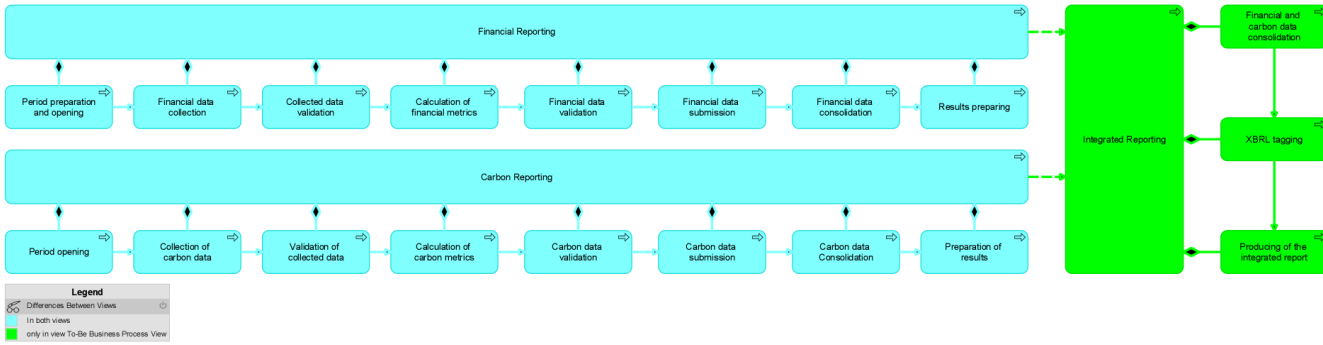 Financial Reporting
Financial and
carbon data
consolidation
Period preparation
and opening
Financial data
collection
Collected data
validation
Calculation of
financial metrics
Financial data
validation
Financial data
submission
Financial data
consolidation
Results preparing
Integrated Reporting
XBRL tagging
Carbon Reporting
Period opening
Collection of
carbon data
Validation of
collected data
Calculation of
carbon metrics
Carbon data
validation
Carbon data
submission
Carbon data
Consolidation
Preparation of
results
Producing of the
integrated report
Legend
Differences Between Views
In both views
only in view To-Be Business Process View